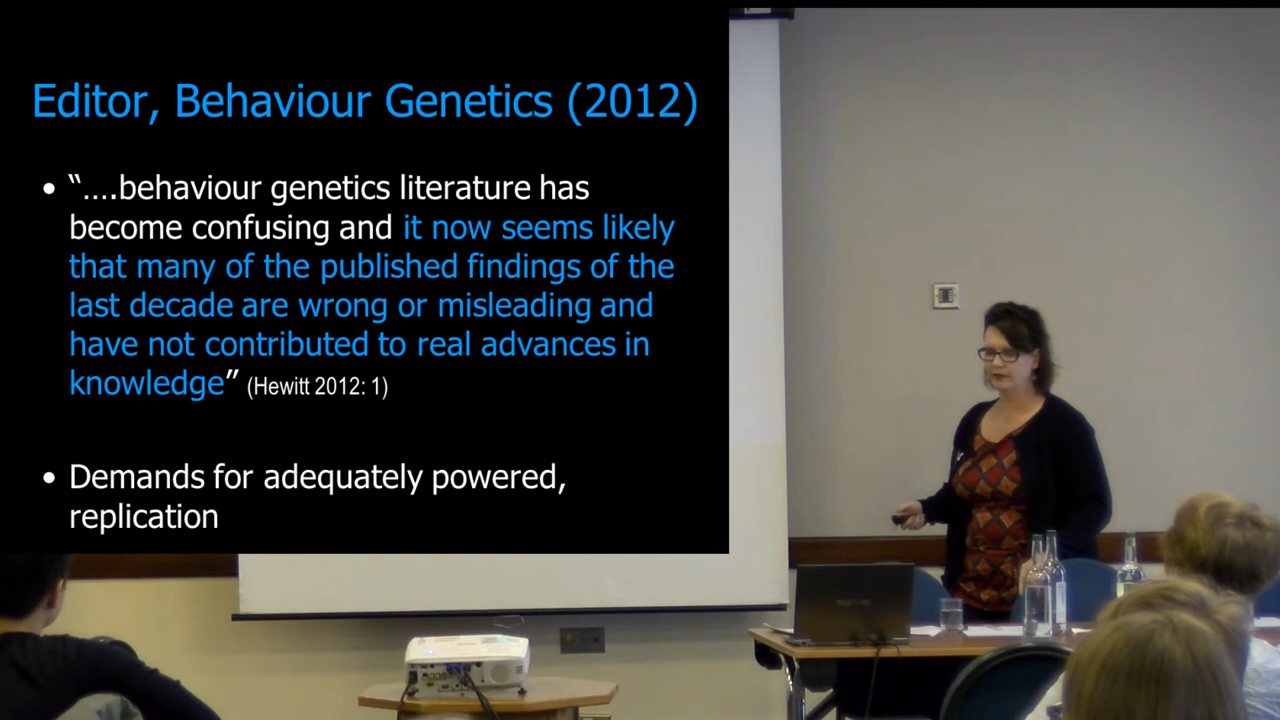 Editor, Behaviour Genetics (2012)
• “....behaviour genetics literature has
become confusing and it now seems likely
that many of the published findings of the
last decade are wrong or misleading and
have not contributed to real advances in
knowledge” (Hewitt 2012: 1)
• Demands for adequately powered,
replication